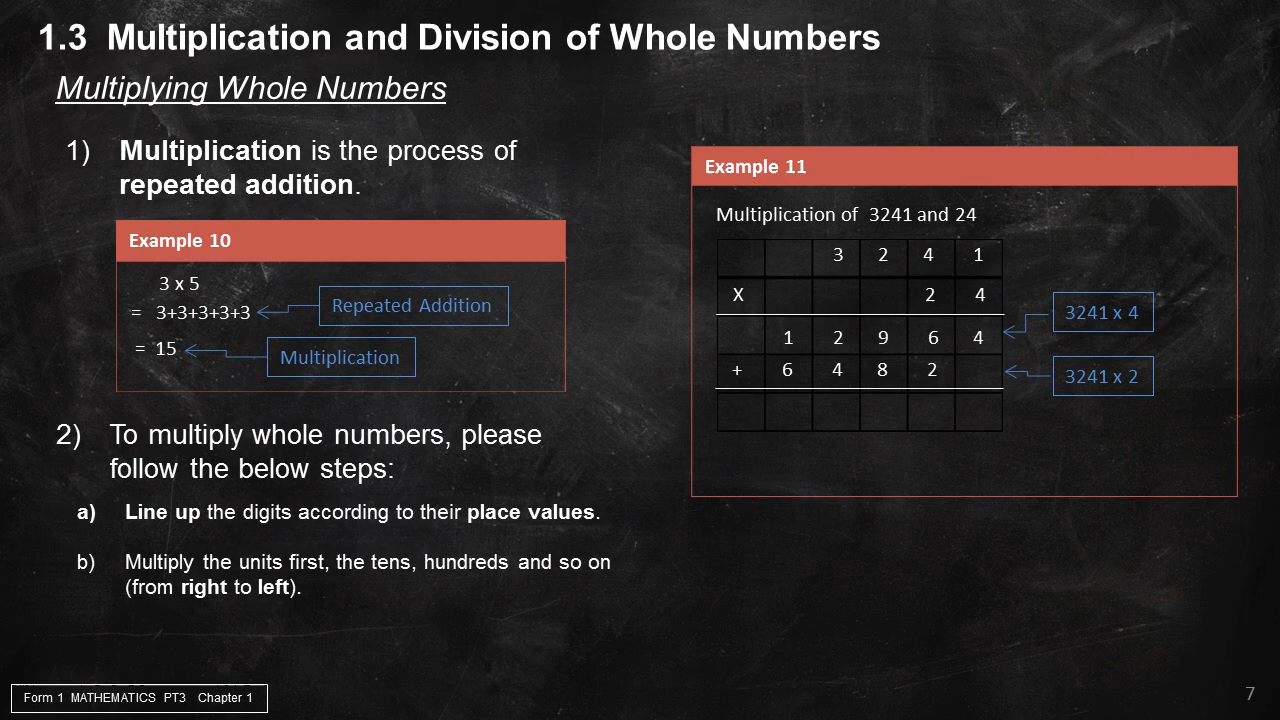 1.3 Multiplication and Division of Whole Numbers
Multiplying Whole Numbers
1) Multiplication is the process of
repeated addition.
Example 10
3 x 5
= 3+3+3+3+3
Repeated Addition
= 15
Multiplication
2) To multiply whole numbers, please
follow the below steps:
a) Line up the digits according to their place values.
b) Multiply the units first, the tens, hundreds and so on
(from right to left).
Example 11
Multiplication of 3241 and 24
3 2 4 1
X 2 4
1 2 9 6 4
3241 x 4
+ 6 4 8 2
3241 x 2
Form 1 MATHEMATICS PT3 Chapter 1
7